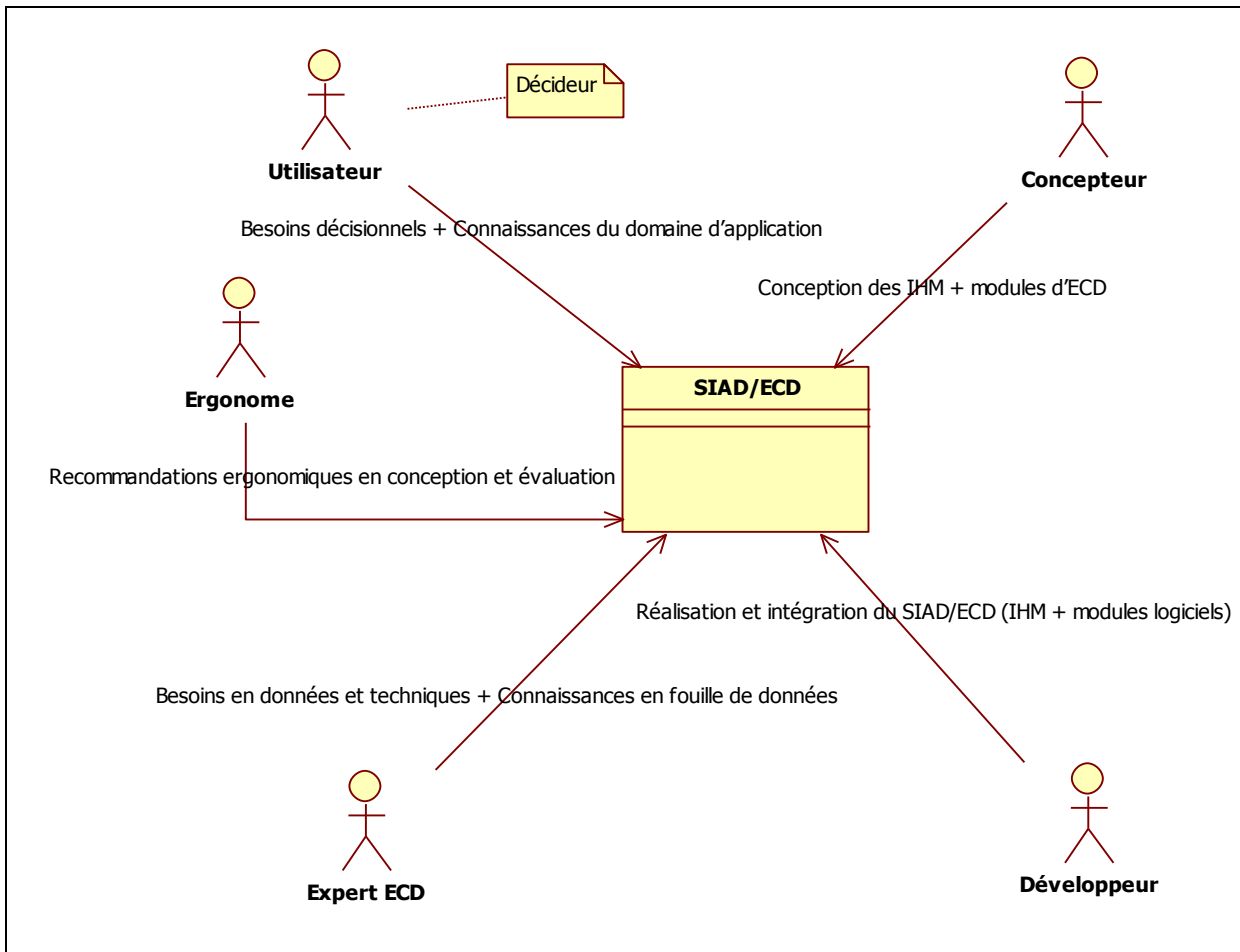 Décideur
Utilisateur
Concepteur
Besoins décisionnels + Connaissances du domaine d’application
Conception des IHM + modules d’ECD
Ergonome
SIAD/ECD
Recommandations ergonomiques en conception et évaluation
Réalisation et intégration du SIAD/ECD (IHM + modules logiciels)
Besoins en données et techniques + Connaissances en fouille de données
Expert ECD
Développeur